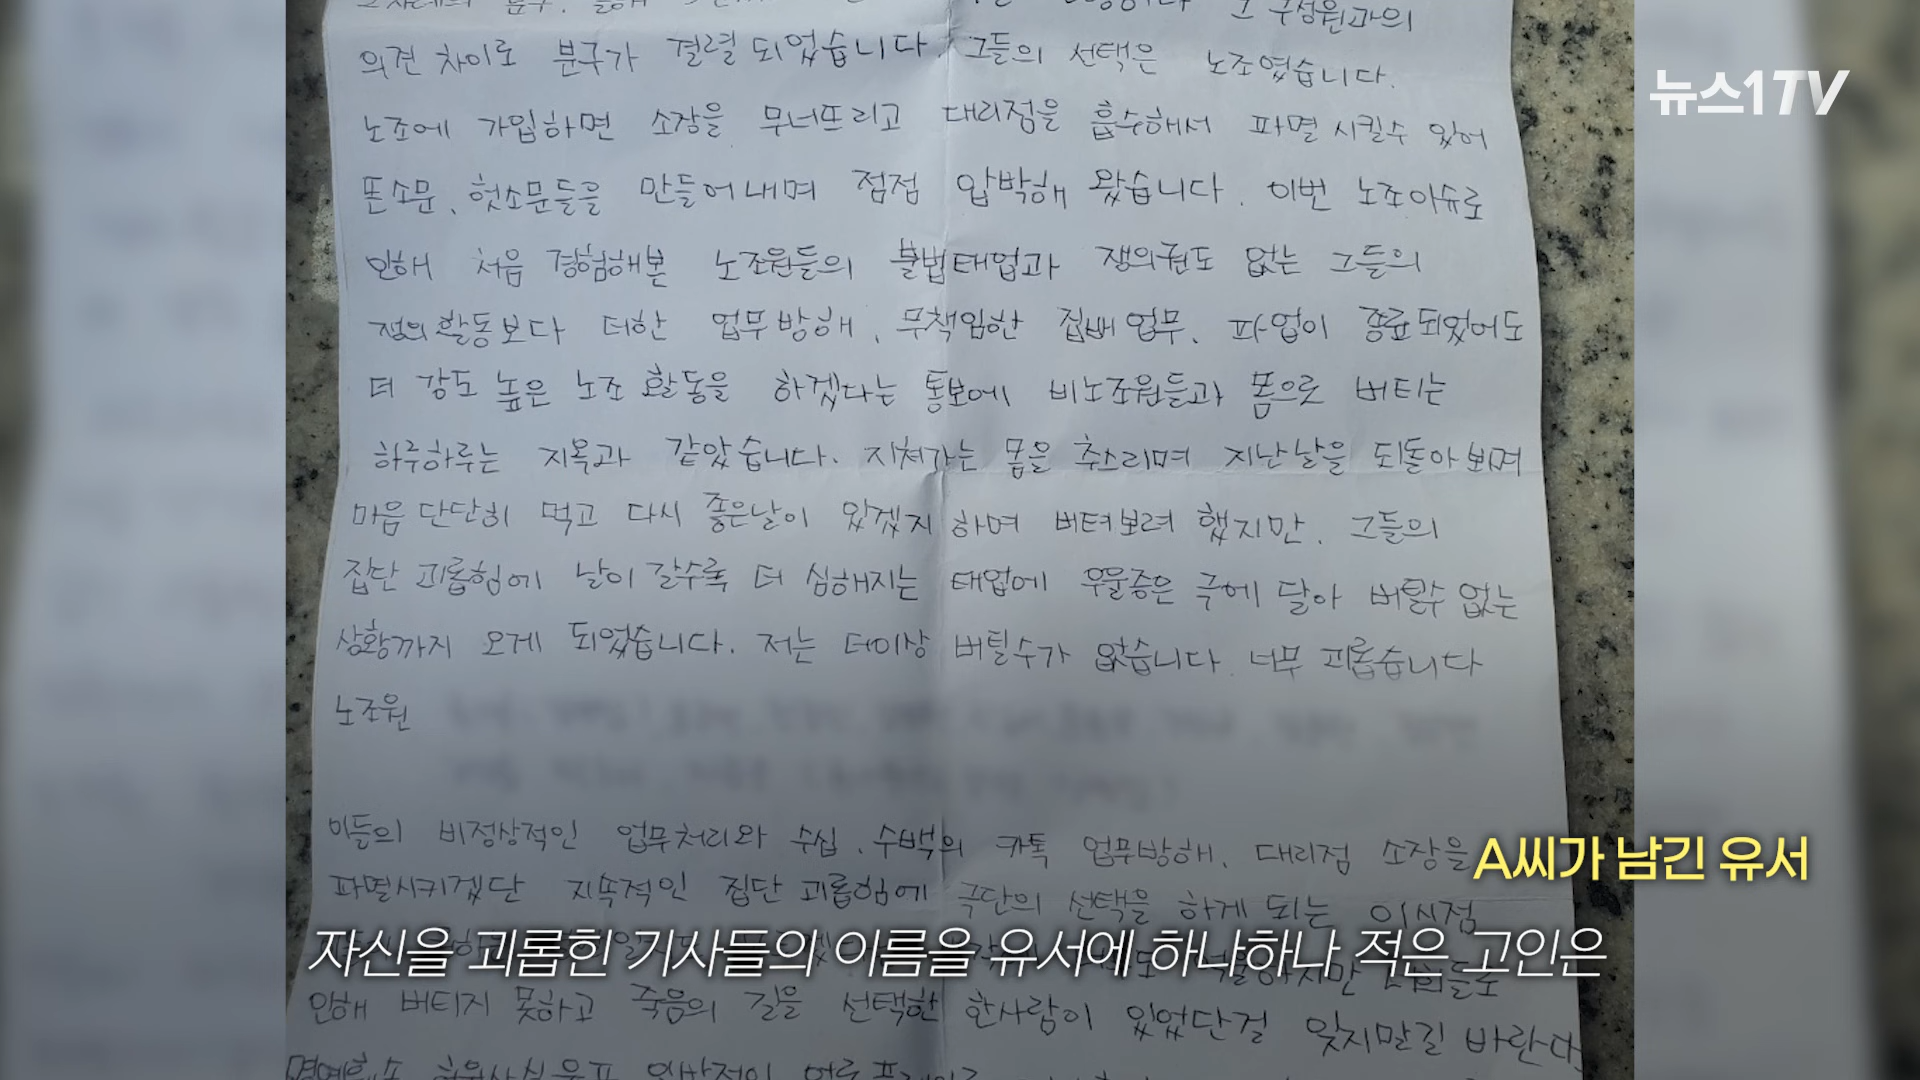 구성원과의
의견 차이로 분구가 결렬되었습니다 그들의 선택은 노조였습니다.
뉴스1TV
노조에 가입하면 소장을 무너뜨리고 대리점을 흡수해서 파멸시킬수 있어
뜬소문, 헛소문들을 만들어내며 점점 압박해 왔습니다. 이번 노조이슈로
인해 처음 경험해본 노조원들의 불법태업과 쟁의권도 없는 그들의
쟁의활동보다 더한 업무방해, 무책임한 집배업무, 파업이 종료되었어도
더 강도 높은 노조 활동을 하겠다는 통보에 비노조원들과 몸으로 버티는
하루하루는 지옥과 같았습니다. 지쳐가는 몸을 추스리며 지난날을 되돌아보며
마음 단단히 먹고 다시 좋은날이 있겠지 하며 버텨보려 했지만, 그들의
집단 괴롭힘에 날이 갈수록 더 심해지는 태업에 우울증은 극에 달아 버틸수 없는
상황까지 오게 되었습니다. 저는 더이상 버틸수가 없습니다. 너무 괴롭습니다
노조원
이들의 비정상적인 업무처리와 수십, 수백의 카톡 업무방해, 대리점 소장을
A씨가 남긴 유서
파멸시키겠단 지속적인 집단 괴롭힘에 극단의 선택을 하게 되는 이시점
자신을 괴롭힌 기사들의 이름을 유서에 하나하나 적은 고인은
인해 버티지 못하고 죽음의 길을 선택한 한사람이 있었단걸 잊지말길 바란다.